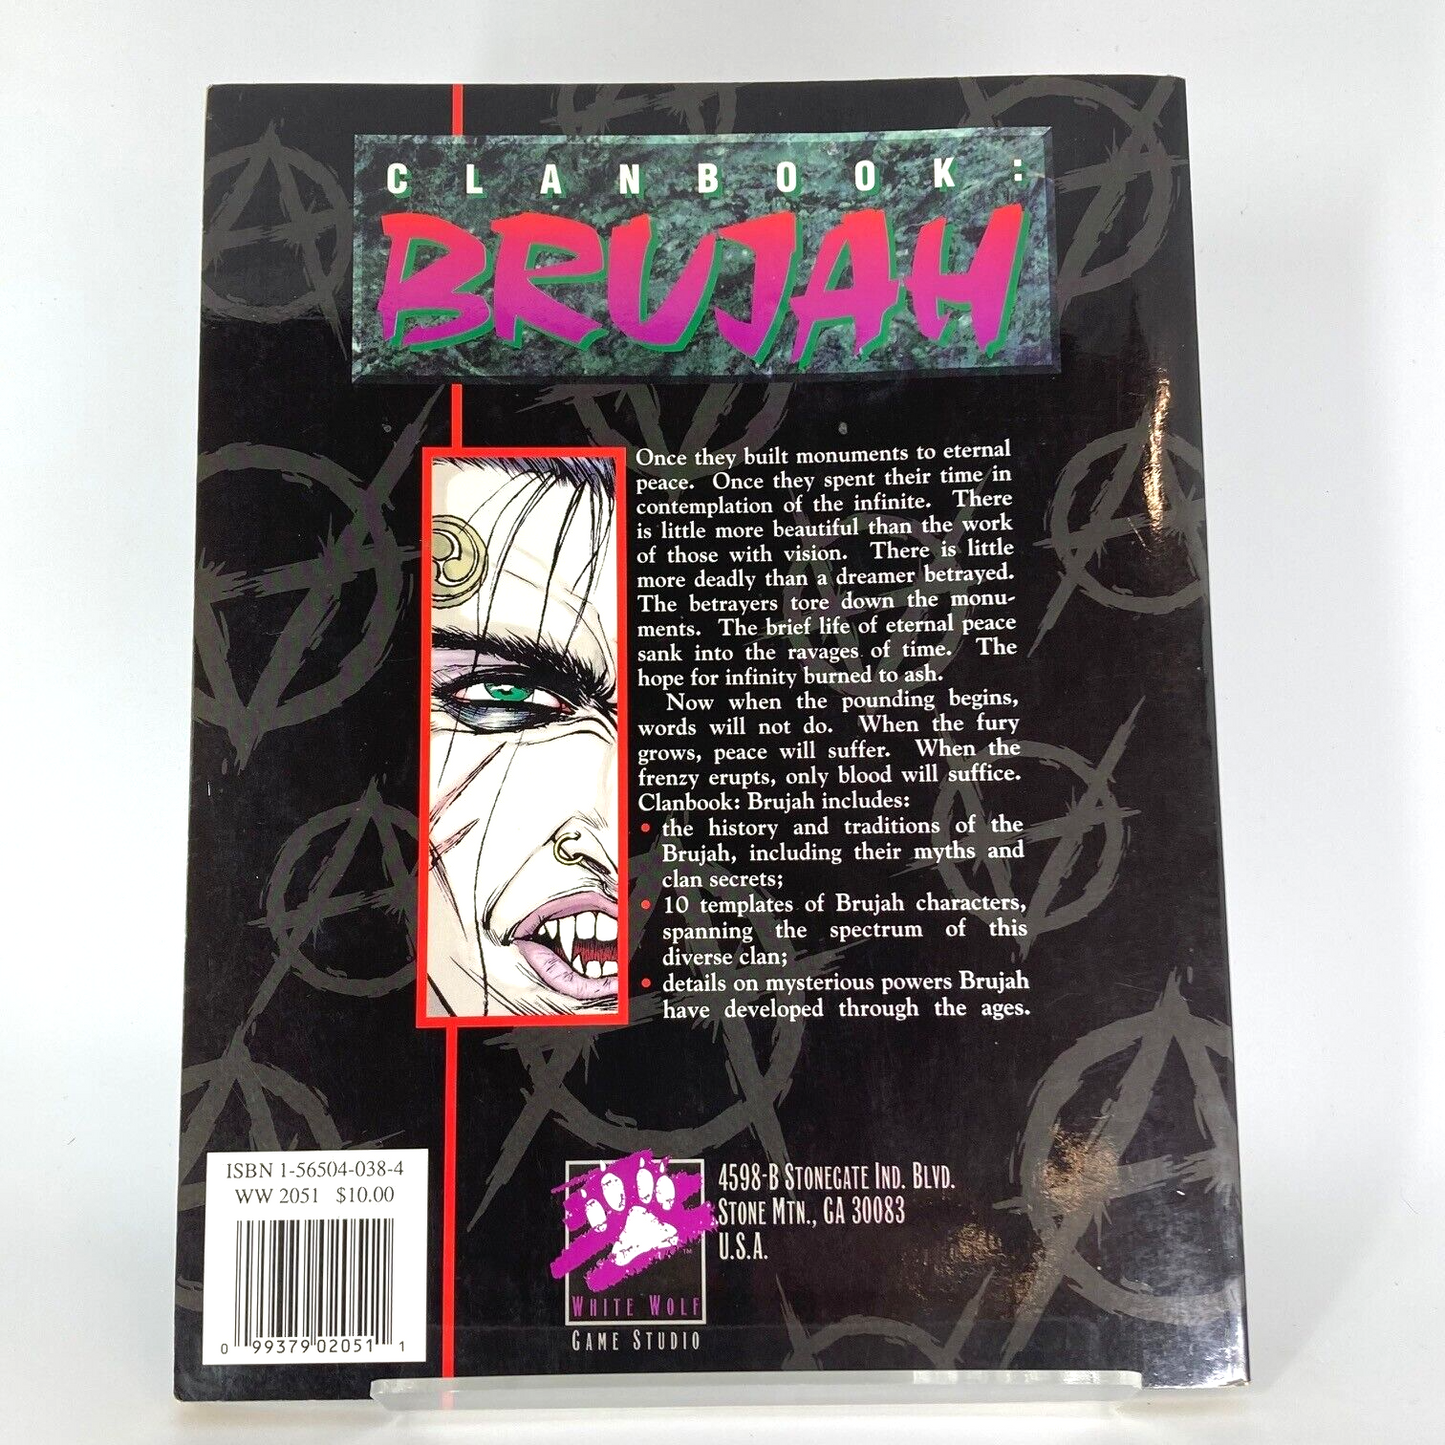 CLANBOOK:
BRUJAH
Once they built monuments to eternal
peace. Once they spent their time in
contemplation of the infinite. There
is little more beautiful than the work
of those with vision. There is little
more deadly than a dreamer betrayed.
The betrayers tore down the monu-
ments. The brief life of eternal peace
sank into the ravages of time. The
hope for infinity burned to ash.
Now when the pounding begins,
words will not do. When the fury
grows, peace will suffer. When the
frenzy erupts, only blood will suffice.
Clanbook: Brujah includes:
• the history and traditions of the
Brujah, including their myths and
clan secrets;
• 10 templates of Brujah characters,
spanning the spectrum of this
diverse clan;
• details on mysterious powers Brujah
have developed through the ages.
ISBN 1-56504-038-4
WW 2051 $10.00
0 99379 02051 1
TM
WHITE WOLF
GAME STUDIO
4598-B STONEGATE IND. BLVD.
STONE MTN., GA 30083
U.S.A.